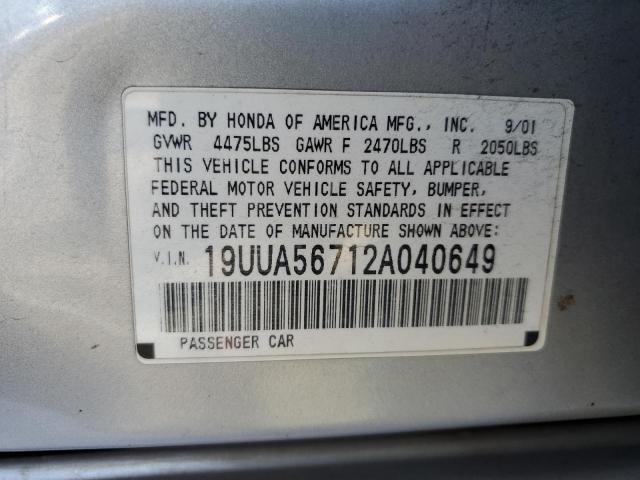 MFD. BY HONDA OF AMERICA MFG., INC. 9/01
GVWR 4475LBS GAWR F 2470LBS R 2050LBS
THIS VEHICLE CONFORMS TO ALL APPLICABLE
FEDERAL MOTOR VEHICLE SAFETY, BUMPER,
AND THEFT PREVENTION STANDARDS IN EFFECT
ON THE DATE OF MANUFACTURE SHOWN ABOVE:
V.I.N. 19UUA56712A040649
PASSENGER CAR